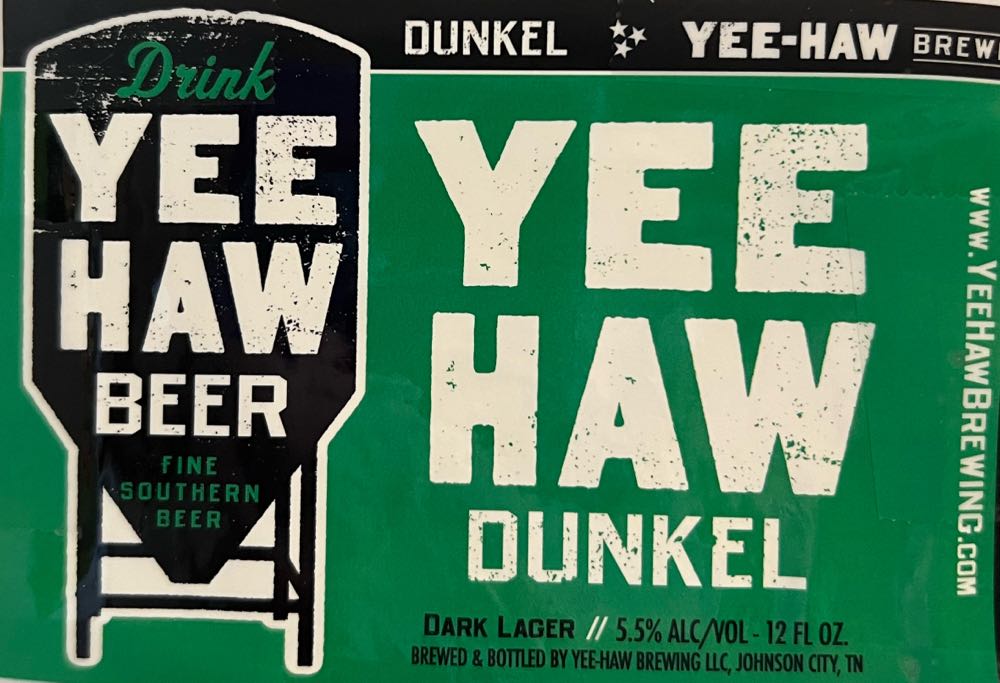 DUNKEL YEE-HAW
Drink
YEE
HAW
BEER
FINE
SOUTHERN
BEER
YEE
HAW
DUNKEL
DARK LAGER // 5.5% ALC/VOL - 12 FL OZ.
BREWED & BOTTLED BY YEE-HAW BREWING LLC, JOHNSON CITY, TN
WWW.YEEHAWBREWING.COM